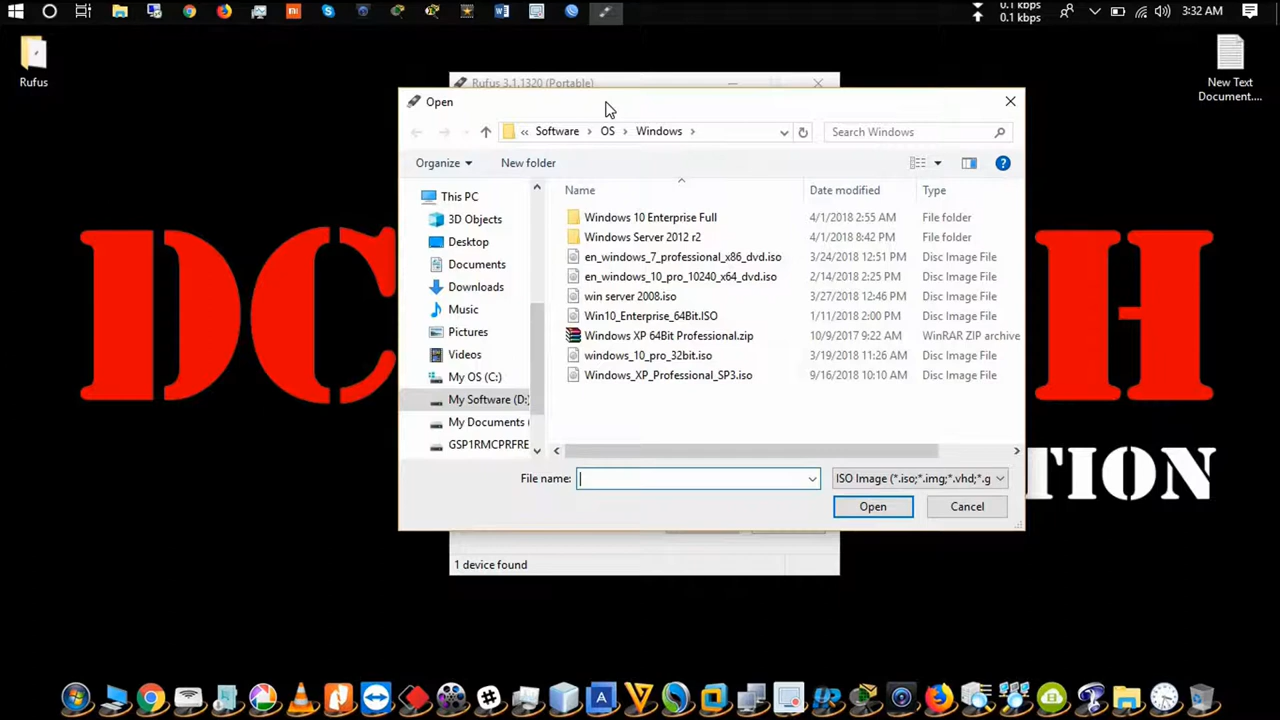 0.1 kbps
0.1 kbps
3:32 AM
Rufus
New Text
Document....
Rufus 3.1.1320 (Portable)
Open
« Software > OS > Windows >
Search Windows
Organize
New folder
This PC
3D Objects
Desktop
Documents
Downloads
Music
Pictures
Videos
My OS (C:)
My Software (D:)
My Documents (
GSP1RMCPRFRE
Name Date modified Type
Windows 10 Enterprise Full 4/1/2018 2:55 AM File folder
Windows Server 2012 r2 4/1/2018 8:42 PM File folder
en_windows_7_professional_x86_dvd.iso 3/24/2018 12:51 PM Disc Image File
en_windows_10_pro_10240_x64_dvd.iso 2/14/2018 2:25 PM Disc Image File
win server 2008.iso 3/27/2018 12:46 PM Disc Image File
Win10_Enterprise_64Bit.ISO 1/11/2018 2:00 PM Disc Image File
Windows XP 64Bit Professional.zip 10/9/2017 9:22 AM WinRAR ZIP archive
windows_10_pro_32bit.iso 3/19/2018 11:26 AM Disc Image File
Windows_XP_Professional_SP3.iso 9/16/2018 10:10 AM Disc Image File
File name:
ISO Image (*.iso;*.img;*.vhd;*.g
Open
Cancel
1 device found
DC
H
TION